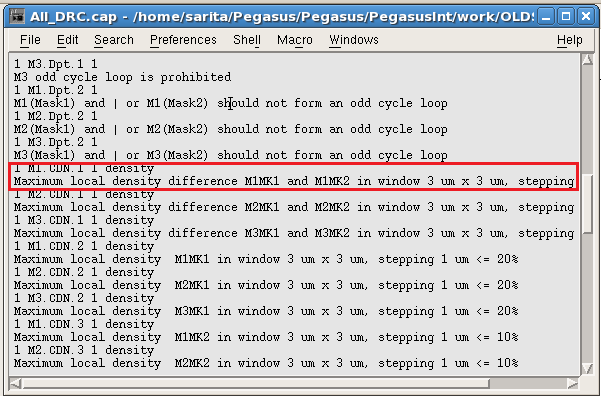 All_DRC.cap - /home/sarita/Pegasus/Pegasus/PegasusInt/work/OLDS
File Edit Search Preferences Shell Macro Windows Help
1 M3.Dpt.1 1
M3 odd cycle loop is prohibited
1 M1.Dpt.2 1
M1(Mask1) and | or M1(Mask2) should not form an odd cycle loop
1 M2.Dpt.2 1
M2(Mask1) and | or M2(Mask2) should not form an odd cycle loop
1 M3.Dpt.2 1
M3(Mask1) and | or M3(Mask2) should not form an odd cycle loop
1 M1.CDN.1 1 density
Maximum local density difference M1MK1 and M1MK2 in window 3 um x 3 um, stepping
1 M2.CDN.1 1 density
Maximum local density difference M2MK1 and M2MK2 in window 3 um x 3 um, stepping
1 M3.CDN.1 1 density
Maximum local density difference M3MK1 and M3MK2 in window 3 um x 3 um, stepping
1 M1.CDN.2 1 density
Maximum local density  M1MK1 in window 3 um x 3 um, stepping 1 um <= 20%
1 M2.CDN.2 1 density
Maximum local density  M2MK1 in window 3 um x 3 um, stepping 1 um <= 20%
1 M3.CDN.2 1 density
Maximum local density  M3MK1 in window 3 um x 3 um, stepping 1 um <= 20%
1 M1.CDN.3 1 density
Maximum local density  M1MK2 in window 3 um x 3 um, stepping 1 um <= 10%
1 M2.CDN.3 1 density
Maximum local density  M2MK2 in window 3 um x 3 um, stepping 1 um <= 10%